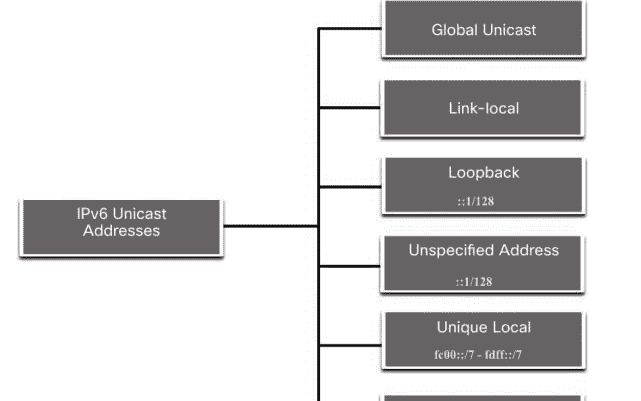 Global Unicast
Link-local
Loopback
::1/128
IPv6 Unicast
Addresses
Unspecified Address
::1/128
Unique Local
fc00::/7 - fdff::/7